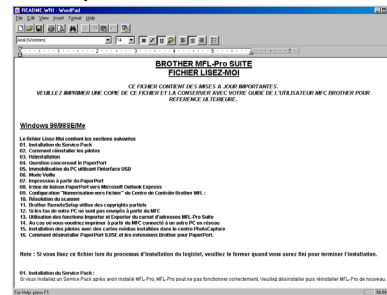 README.WRI - WordPad
File Edit View Insert Format Help
Arial (Western)
14
BROTHER MFL-Pro SUITE
FICHIER LISEZ-MOI
CE FICHIER CONTIENT DES MISES A JOUR IMPORTANTES.
VEUILLEZ IMPRIMER UNE COPIE DE CE FICHIER ET LA CONSERVER AVEC VOTRE GUIDE DE L'UTILISATEUR MFC BROTHER POUR
REFERENCE ULTERIEURE.
Windows 98/98SE/Me
Le fichier Lisez-Moi contient les sections suivantes
01. Installation du Service Pack
02. Comment réinstaller les pilotes
03. Réinstallation
04. Question concernant le PaperPort
05. Immobilisation du PC utilisant l'interface USB
06. Mode Veille
07. Impression à partir du PaperPort
08. Icône de liaison PaperPort vers Microsoft Outlook Express
09. Configuration "Numérisation vers Fichier" du Centre de Contrôle Brother MFL :
10. Résolution du scanner
11. Brother RemoteSetup utilise des copyrights partiels
12. Si les fax de votre PC ne sont pas envoyés à partir du MFC
13. Utilisation des fonctions Importer et Exporter du carnet d'adresses MFL-Pro Suite
14. Au cas où vous voudriez imprimer à partir du MFC connecté à un autre PC en réseau
15. Installation des pilotes avec des cartes médias installées dans le centre PhotoCapture
16. Comment désinstaller PaperPort 8.0SE et les extensions Brother pour PaperPort.
Note : Si vous lisez ce fichier lors du processus d'installation du logiciel, veuillez le fermer quand vous aurez fini pour terminer l'installation.
01. Installation du Service Pack :
Si vous installez un Service Pack après avoir installé MFL-Pro, MFL-Pro peut ne pas fonctionner correctement. Veuillez désinstaller puis réinstaller MFL-Pro de nouveau.
For Help, press F1
NUM